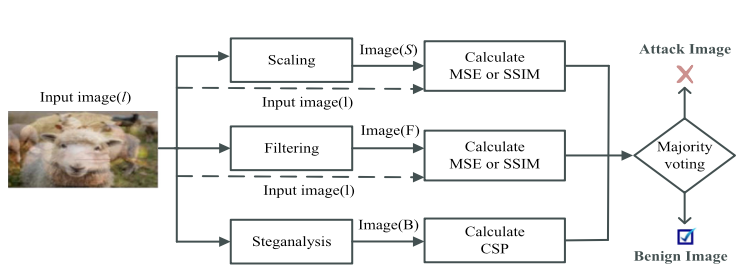 Attack Image
Image(S)
Scaling
Calculate
MSE or SSIM
Input image(l)
Input image(l)
Image(F)
Filtering
Calculate
MSE or SSIM
Majority
voting
Input image(l)
Image(B)
Steganalysis
Calculate
CSP
Benign Image